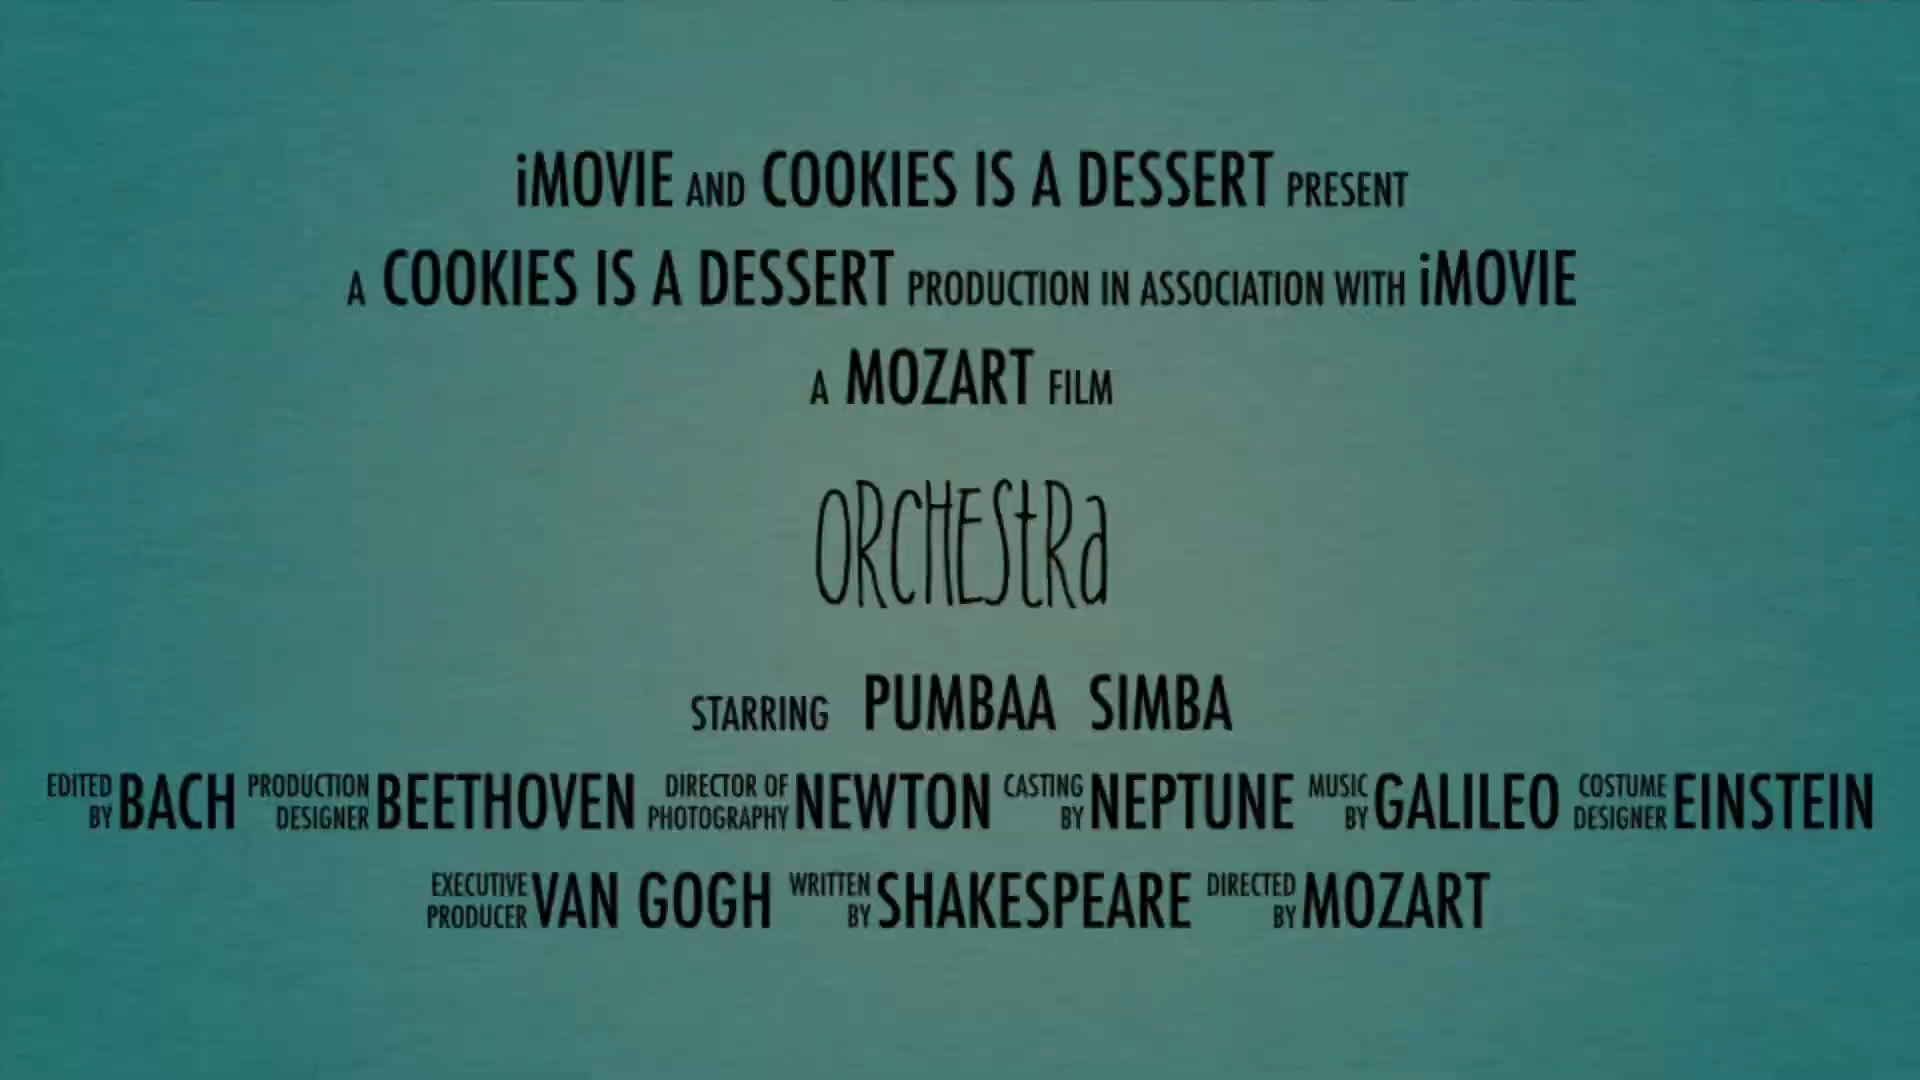 iMOVIE AND COOKIES IS A DESSERT PRESENT
A COOKIES IS A DESSERT PRODUCTION IN ASSOCIATION WITH iMOVIE
A MOZART FILM
ORCHEStRa
STARRING PUMBAA SIMBA
EDITED BY BACH PRODUCTION DESIGNER BEETHOVEN DIRECTOR OF PHOTOGRAPHY NEWTON CASTING BY NEPTUNE MUSIC BY GALILEO COSTUME DESIGNER EINSTEIN
EXECUTIVE PRODUCER VAN GOGH WRITTEN BY SHAKESPEARE DIRECTED BY MOZART